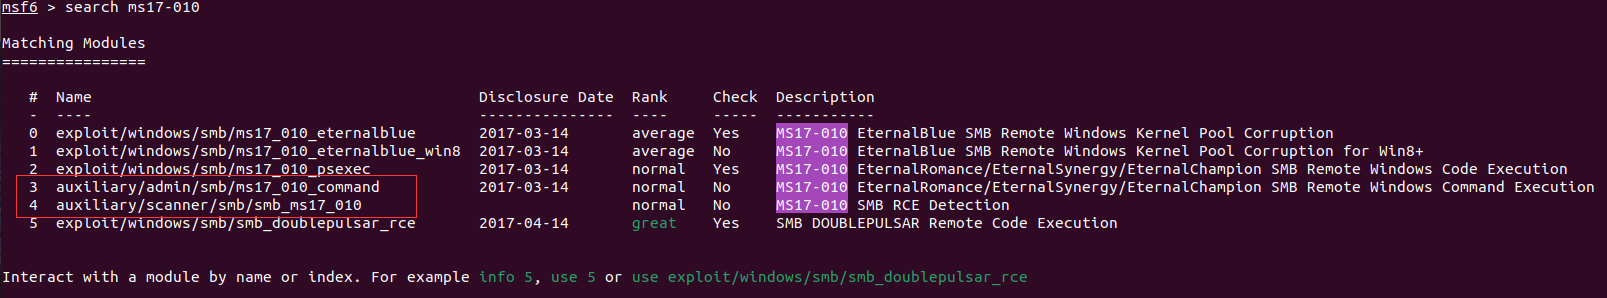 msf6 > search ms17-010
Matching Modules
================
#  Name                                      Disclosure Date  Rank     Check  Description
-  ----                                      ---------------  ----     -----  -----------
0  exploit/windows/smb/ms17_010_eternalblue       2017-03-14       average  Yes    MS17-010 EternalBlue SMB Remote Windows Kernel Pool Corruption
1  exploit/windows/smb/ms17_010_eternalblue_win8  2017-03-14       average  No     MS17-010 EternalBlue SMB Remote Windows Kernel Pool Corruption for Win8+
2  exploit/windows/smb/ms17_010_psexec            2017-03-14       normal   Yes    MS17-010 EternalRomance/EternalSynergy/EternalChampion SMB Remote Windows Code Execution
3  auxiliary/admin/smb/ms17_010_command           2017-03-14       normal   No     MS17-010 EternalRomance/EternalSynergy/EternalChampion SMB Remote Windows Command Execution
4  auxiliary/scanner/smb/smb_ms17_010                              normal   No     MS17-010 SMB RCE Detection
5  exploit/windows/smb/smb_doublepulsar_rce       2017-04-14       great    Yes    SMB DOUBLEPULSAR Remote Code Execution
Interact with a module by name or index. For example info 5, use 5 or use exploit/windows/smb/smb_doublepulsar_rce